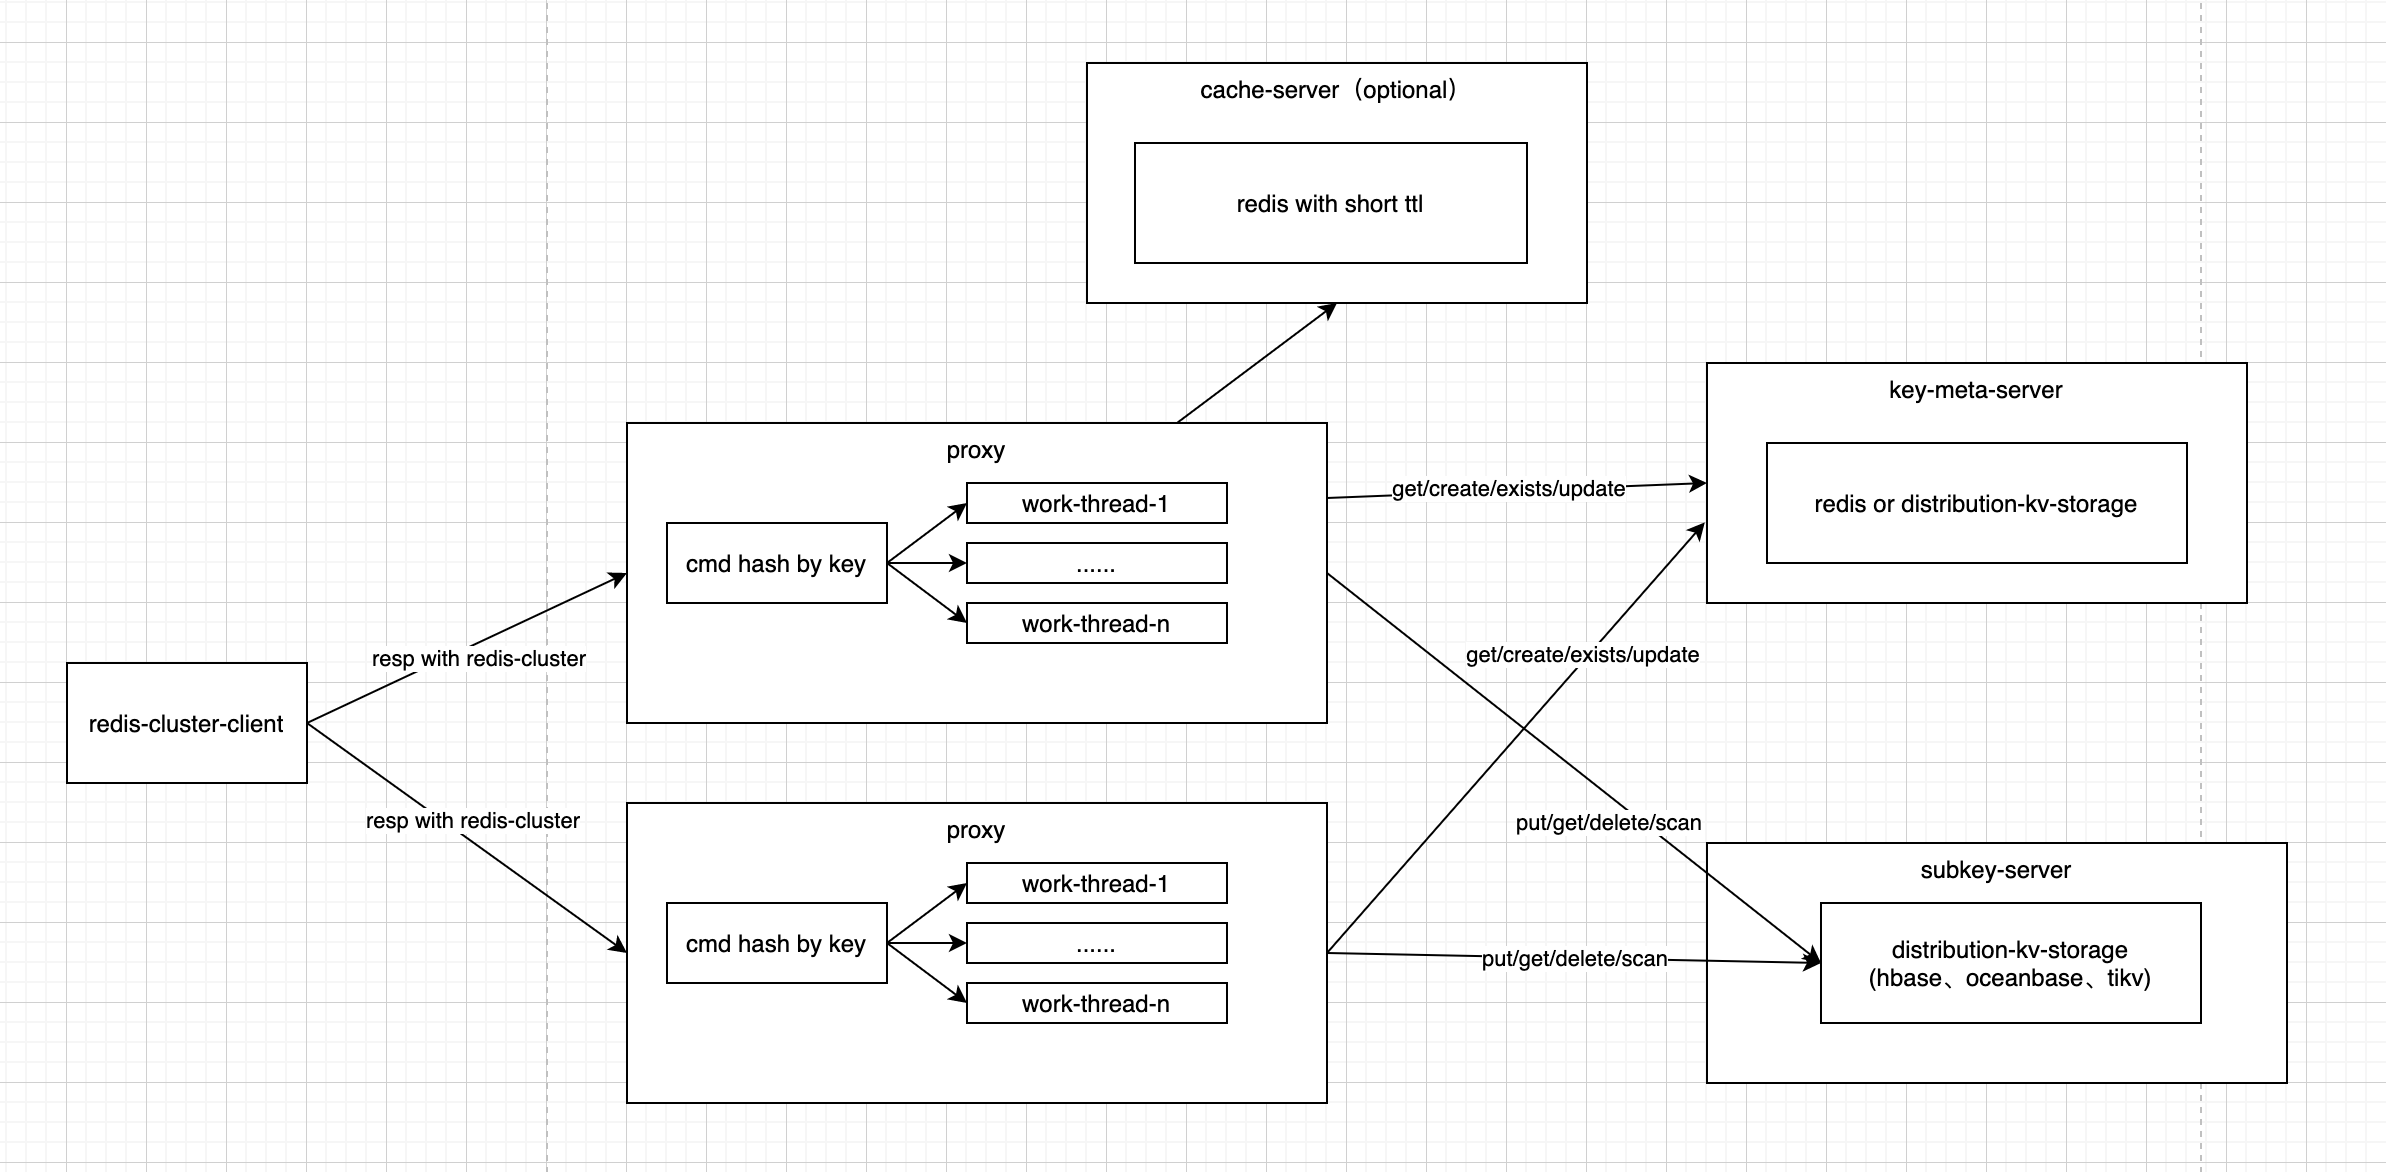 cache-server（optional）
redis with short ttl
key-meta-server
redis or distribution-kv-storage
proxy
cmd hash by key
work-thread-1
......
work-thread-n
get/create/exists/update
resp with redis-cluster
redis-cluster-client
resp with redis-cluster
get/create/exists/update
put/get/delete/scan
proxy
cmd hash by key
work-thread-1
......
work-thread-n
put/get/delete/scan
subkey-server
distribution-kv-storage
(hbase、oceanbase、tikv)